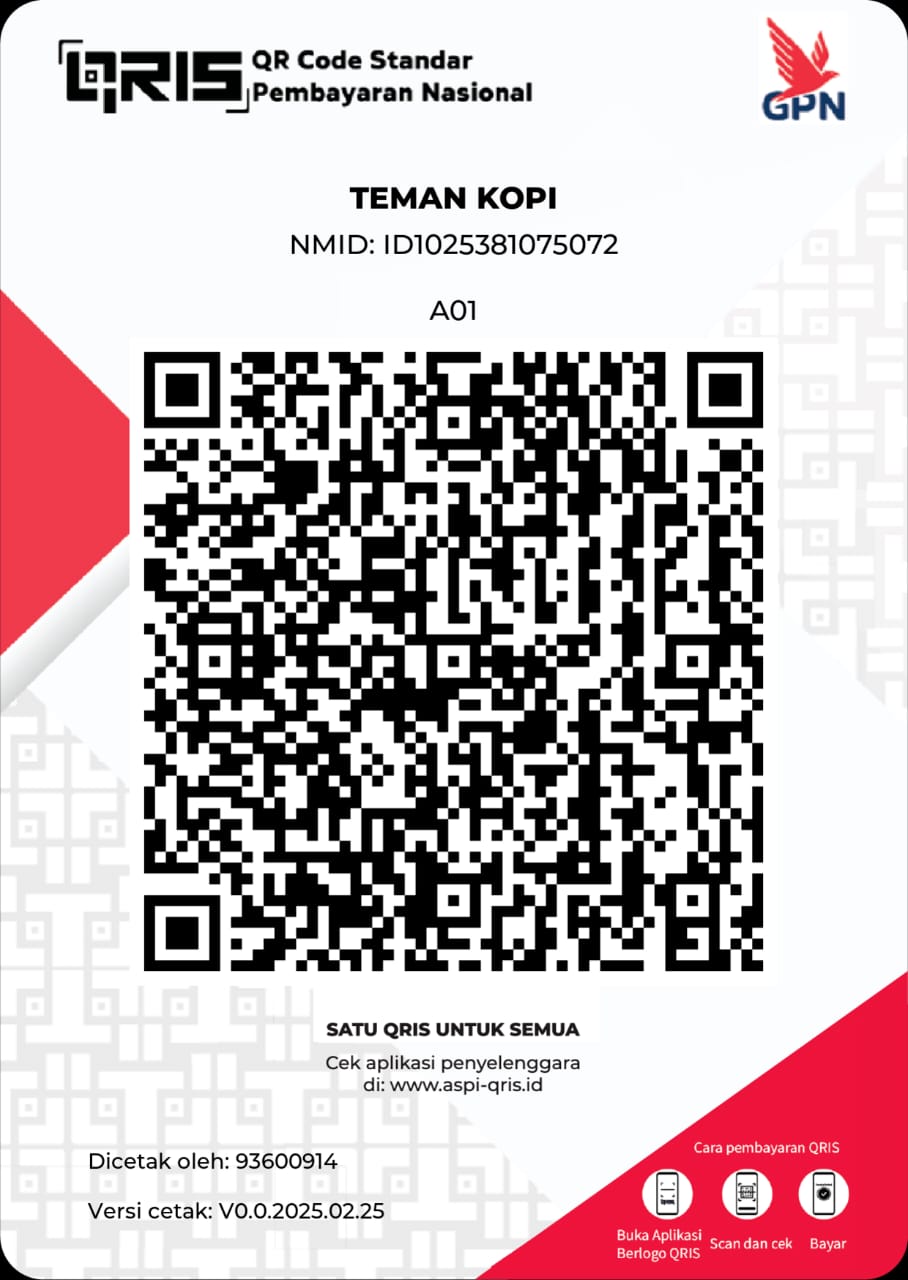 QRIS QR Code Standar
Pembayaran Nasional
GPN
TEMAN KOPI
NMID: ID1025381075072
A01
SATU QRIS UNTUK SEMUA
Cek aplikasi penyelenggara
di: www.aspi-qris.id
Dicetak oleh: 93600914
Versi cetak: V0.0.2025.02.25
Cara pembayaran QRIS
Buka Aplikasi
Berlogo QRIS
Scan dan cek
Bayar